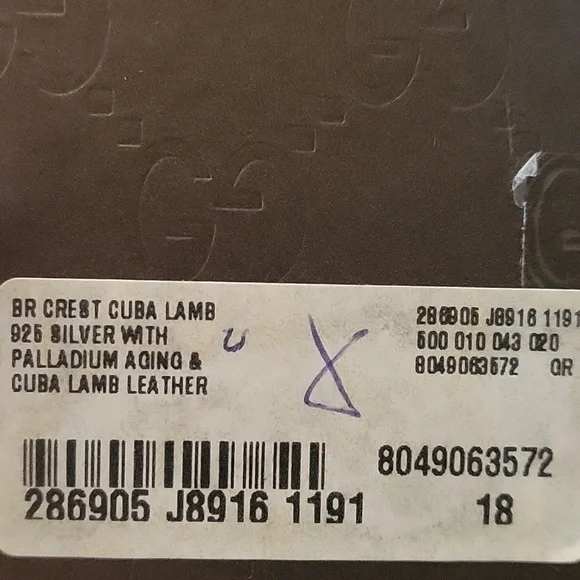 BR CREST CUBA LAMB
925 SILVER WITH
PALLADIUM AGING &
CUBA LAMB LEATHER
286905 J8916 1191
500 010 043 020
8049063572 GR
286905 J8916 1191
8049063572
18